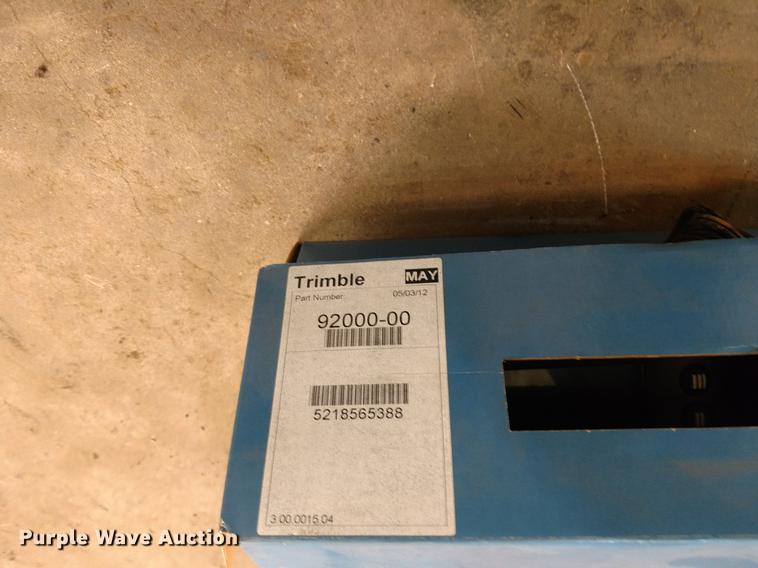 Trimble MAY
Part Number: 05/03/12
92000-00
5218565388
3.00.0015.04
Purple Wave Auction